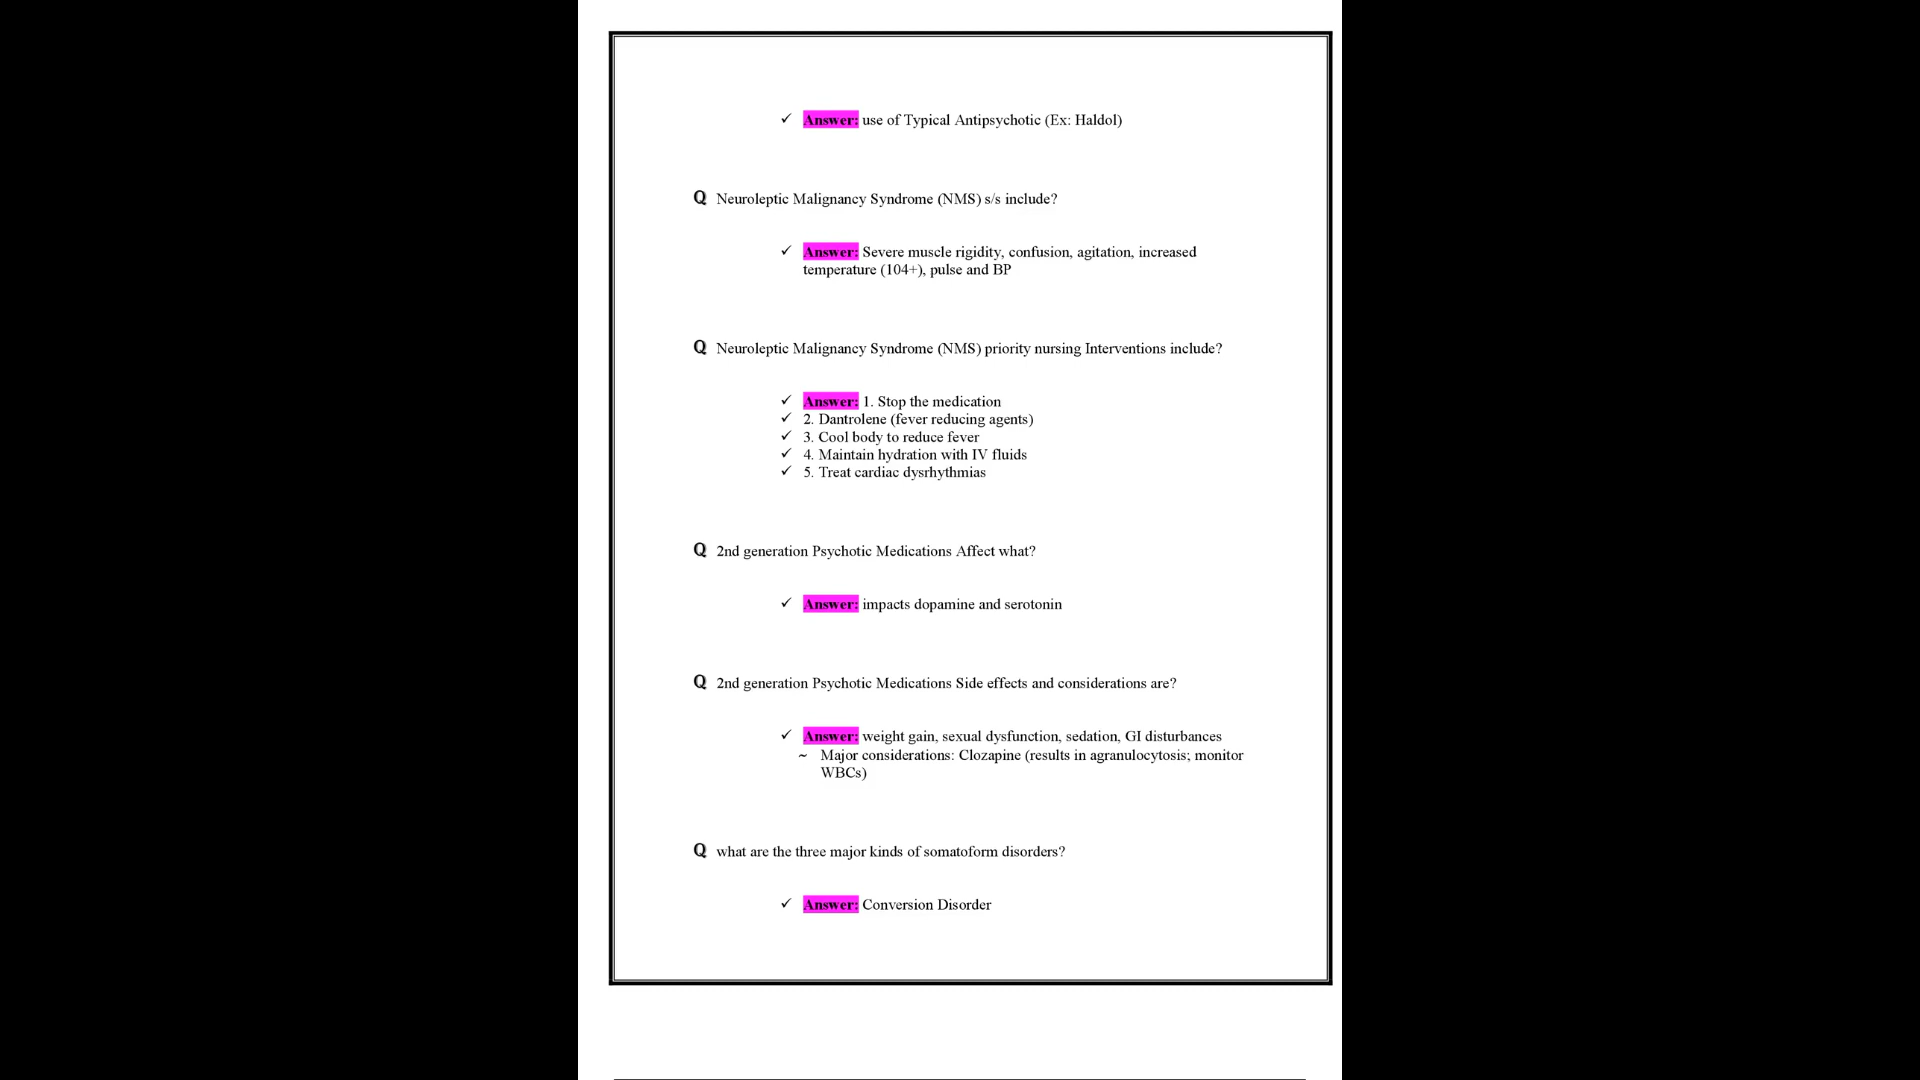 ✓ Answer: use of Typical Antipsychotic (Ex: Haldol)
Q Neuroleptic Malignancy Syndrome (NMS) s/s include?
✓ Answer: Severe muscle rigidity, confusion, agitation, increased
temperature (104+), pulse and BP
Q Neuroleptic Malignancy Syndrome (NMS) priority nursing Interventions include?
✓ Answer: 1. Stop the medication
✓ 2. Dantrolene (fever reducing agents)
✓ 3. Cool body to reduce fever
✓ 4. Maintain hydration with IV fluids
✓ 5. Treat cardiac dysrhythmias
Q 2nd generation Psychotic Medications Affect what?
✓ Answer: impacts dopamine and serotonin
Q 2nd generation Psychotic Medications Side effects and considerations are?
✓ Answer: weight gain, sexual dysfunction, sedation, GI disturbances
~ Major considerations: Clozapine (results in agranulocytosis; monitor
WBCs)
Q what are the three major kinds of somatoform disorders?
✓ Answer: Conversion Disorder